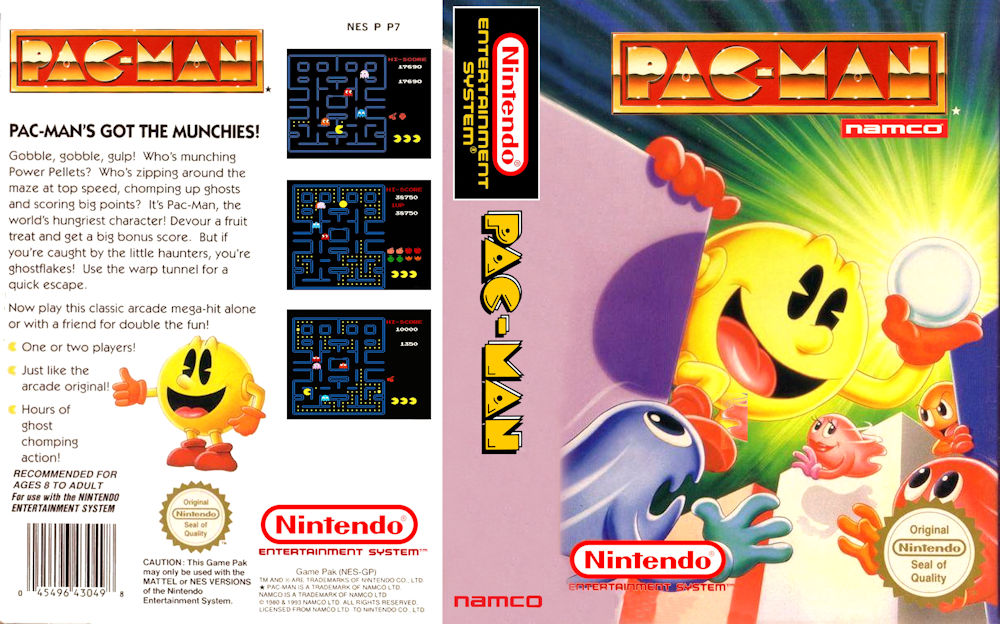 NES P P7
PAC-MAN
PAC-MAN'S GOT THE MUNCHIES!
Gobble, gobble, gulp! Who's munching
Power Pellets? Who's zipping around the
maze at top speed, chomping up ghosts
and scoring big points? It's Pac-Man, the
world's hungriest character! Devour a fruit
treat and get a big bonus score. But if
you're caught by the little haunters, you're
ghostflakes! Use the warp tunnel for a
quick escape.
Now play this classic arcade mega-hit alone
or with a friend for double the fun!
One or two players!
Just like the
arcade original!
Hours of
ghost
chomping
action!
RECOMMENDED FOR
AGES 8 TO ADULT
For use with the NINTENDO
ENTERTAINMENT SYSTEM
0 45496 43049 8
Original
Nintendo
Seal of
Quality
CAUTION: This Game Pak
may only be used with the
MATTEL or NES VERSIONS
of the Nintendo
Entertainment System.
HI-SCORE
17690
17690
HI-SCORE
38750
1UP
38750
HI-SCORE
10000
1350
Nintendo®
ENTERTAINMENT SYSTEM™
Game Pak (NES-GP)
TM AND ® ARE TRADEMARKS OF NINTENDO CO., LTD.
★ PAC-MAN IS A TRADEMARK OF NAMCO LTD.
NAMCO IS A TRADEMARK OF NAMCO LTD
© 1980 & 1993 NAMCO LTD. ALL RIGHTS RESERVED.
LICENSED FROM NAMCO LTD. TO NINTENDO CO., LTD.
Nintendo®
ENTERTAINMENT
SYSTEM®
PAC-MAN
namco
PAC-MAN
namco
Nintendo®
ENTERTAINMENT SYSTEM™
Original
Nintendo
Seal of
Quality